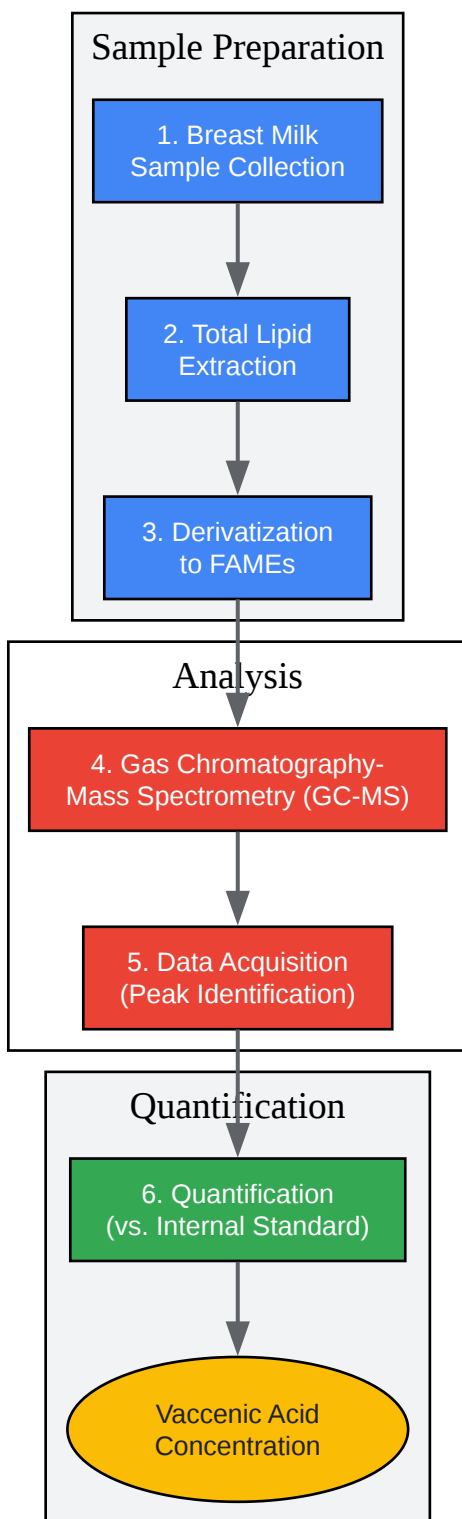 Sample Preparation
1. Breast Milk
Sample Collection
2. Total Lipid
Extraction
3. Derivatization
to FAMEs
Analysis
4. Gas Chromatography-
Mass Spectrometry (GC-MS)
5. Data Acquisition
(Peak Identification)
Quantification
6. Quantification
(vs. Internal Standard)
Vaccenic Acid
Concentration